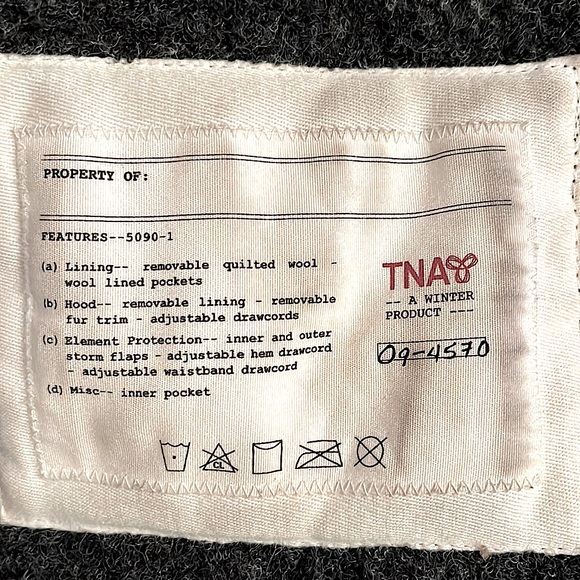 PROPERTY OF:
FEATURES--5090-1
(a) Lining-- removable quilted wool -
wool lined pockets
(b) Hood-- removable lining - removable
fur trim - adjustable drawcords
(c) Element Protection-- inner and outer
storm flaps - adjustable hem drawcord
- adjustable waistband drawcord
(d) Misc-- inner pocket
TNA
-- A WINTER
PRODUCT ---
09-4570
CL